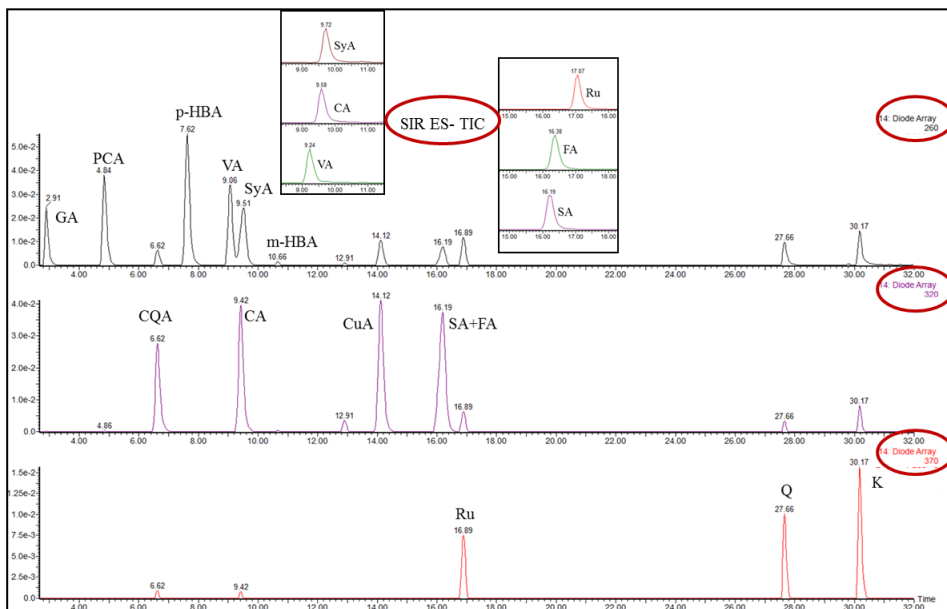 9.72
SyA
9.00 10.00 11.00
9.58
CA
9.00 10.00 11.00
9.24
VA
9.00 10.00 11.00
SIR ES- TIC
17.07
Ru
15.00 16.00 17.00 18.00
16.38
FA
15.00 16.00 17.00 18.00
16.19
SA
15.00 16.00 17.00 18.00
14: Diode Array
260
5.0e-2
4.0e-2
3.0e-2
2.0e-2
1.0e-2
0.0
2.91
GA
PCA
4.84
6.62
p-HBA
7.62
VA
9.06
SyA
9.51
m-HBA
10.66
12.91
14.12
16.19
16.89
27.66
30.17
4.00 6.00 8.00 10.00 12.00 14.00 16.00 18.00 20.00 22.00 24.00 26.00 28.00 30.00 32.00
14: Diode Array
320
4.0e-2
3.0e-2
2.0e-2
1.0e-2
0.0
4.86
CQA
6.62
9.42
CA
12.91
CuA
14.12
16.19
SA+FA
16.89
27.66
30.17
4.00 6.00 8.00 10.00 12.00 14.00 16.00 18.00 20.00 22.00 24.00 26.00 28.00 30.00 32.00
14: Diode Array
370
1.5e-2
1.0e-2
7.5e-3
5.0e-3
2.5e-3
0.0
6.62
9.42
Ru
16.89
Q
27.66
30.17
K
4.00 6.00 8.00 10.00 12.00 14.00 16.00 18.00 20.00 22.00 24.00 26.00 28.00 30.00 32.00
Time